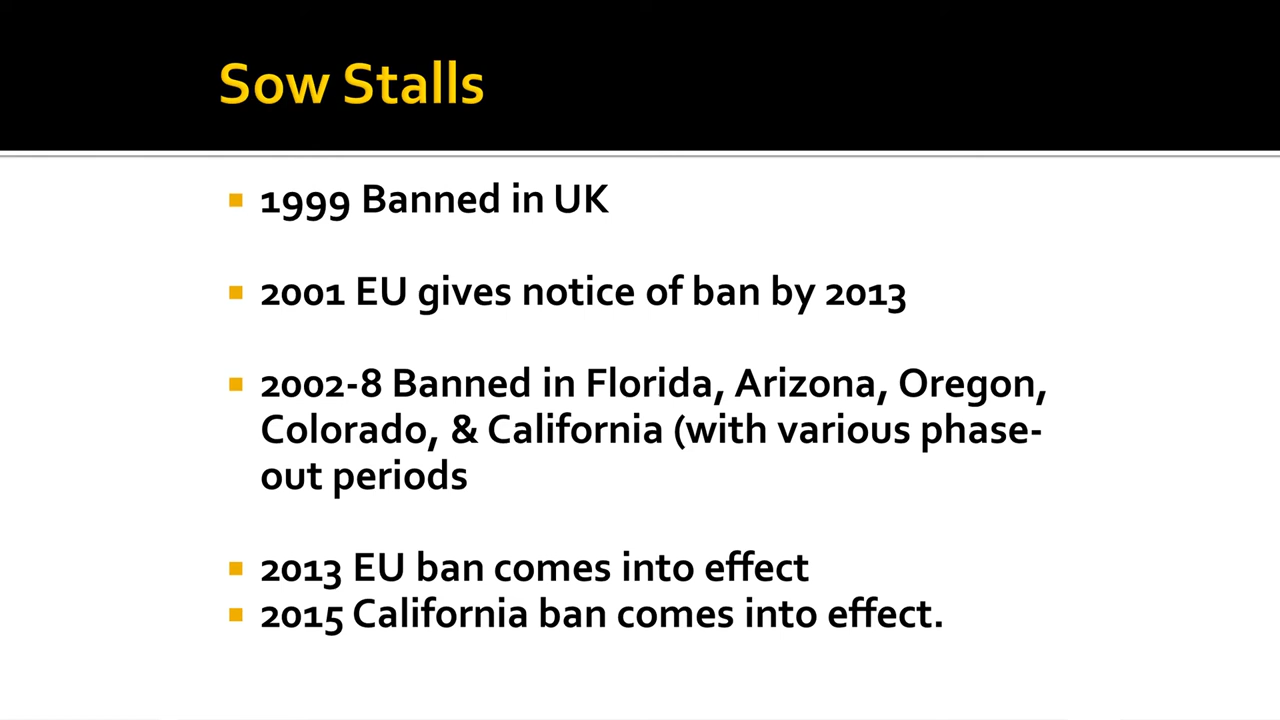 Sow Stalls
1999 Banned in UK
2001 EU gives notice of ban by 2013
2002-8 Banned in Florida, Arizona, Oregon,
Colorado, & California (with various phase-
out periods
2013 EU ban comes into effect
2015 California ban comes into effect.